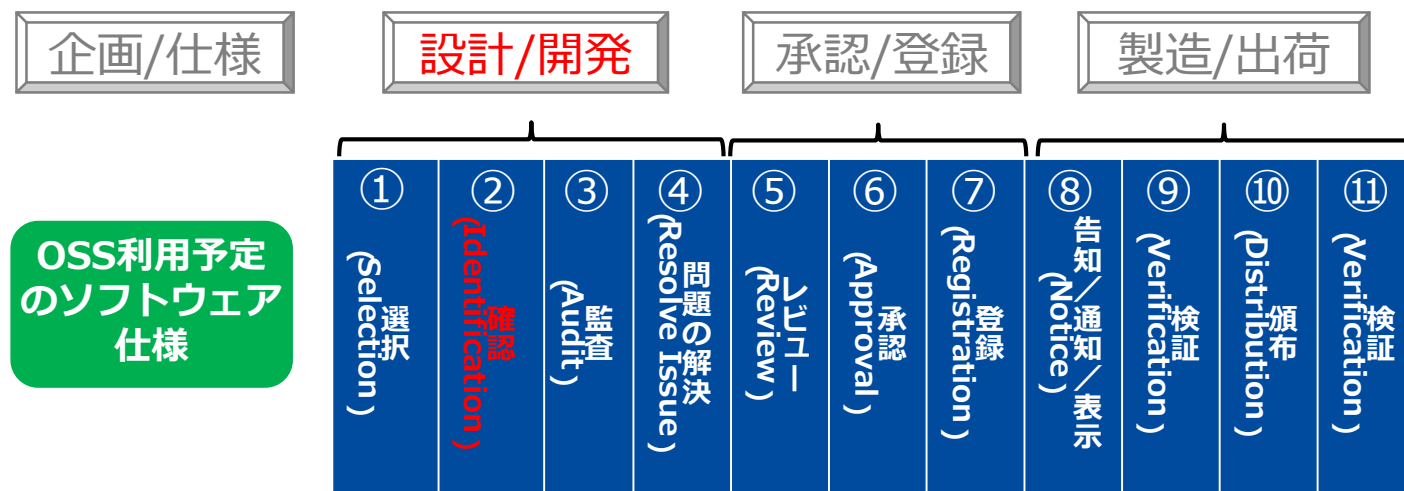 企画/仕様
設計/開発
承認/登録
製造/出荷
OSS利用予定
のソフトウェア
仕様
①
選択
(Selection)
②
確認
(Identification)
③
監査
(Audit)
④
問題の解決
(Resolve Issue)
⑤
レビュー
(Review)
⑥
承認
(Approval)
⑦
登録
(Registration)
⑧
告知／通知／表示
(Notice)
⑨
検証
(Verification)
⑩
頒布
(Distribution)
⑪
検証
(Verification)